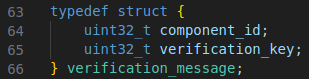 63 typedef struct {
64     uint32_t component_id;
65     uint32_t verification_key;
66 } verification_message;